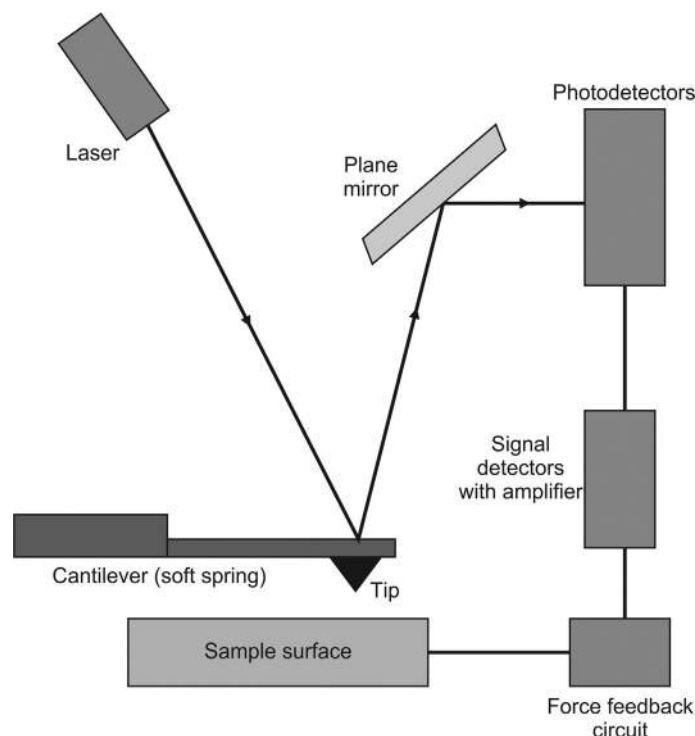 Photodetectors
Laser
Plane
mirror
Signal
detectors
with amplifier
Cantilever (soft spring)
Tip
Sample surface
Force feedback
circuit